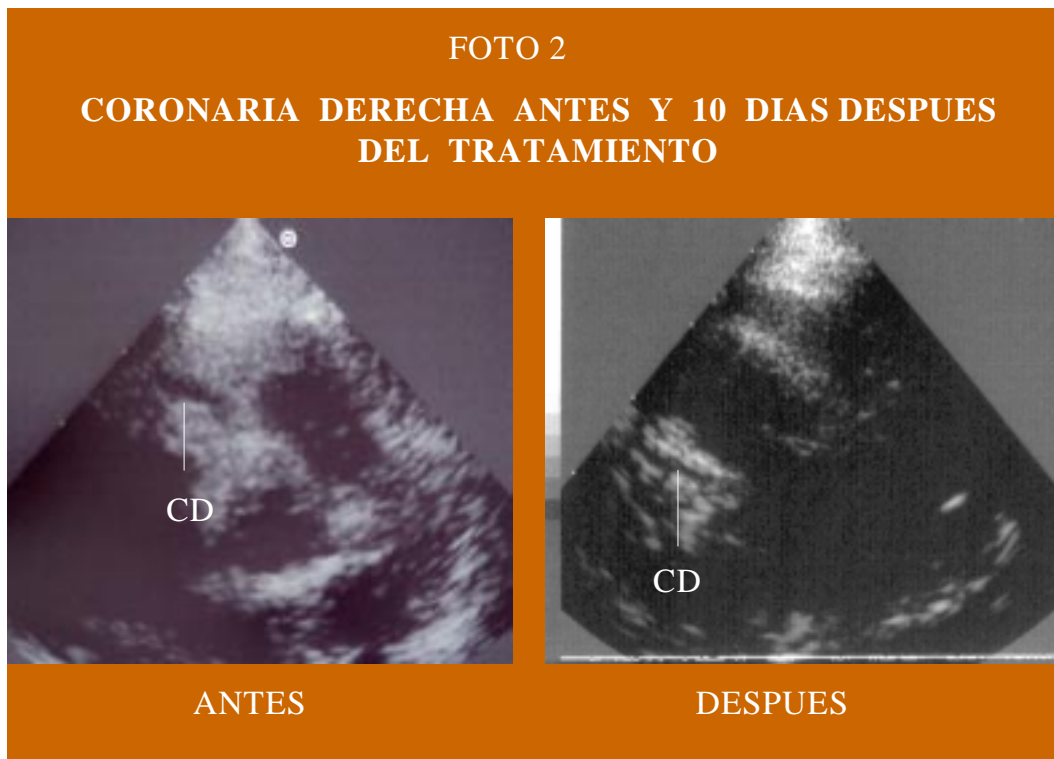 FOTO 2
CORONARIA DERECHA ANTES Y 10 DIAS DESPUES
DEL TRATAMIENTO
CD
CD
ANTES
DESPUES